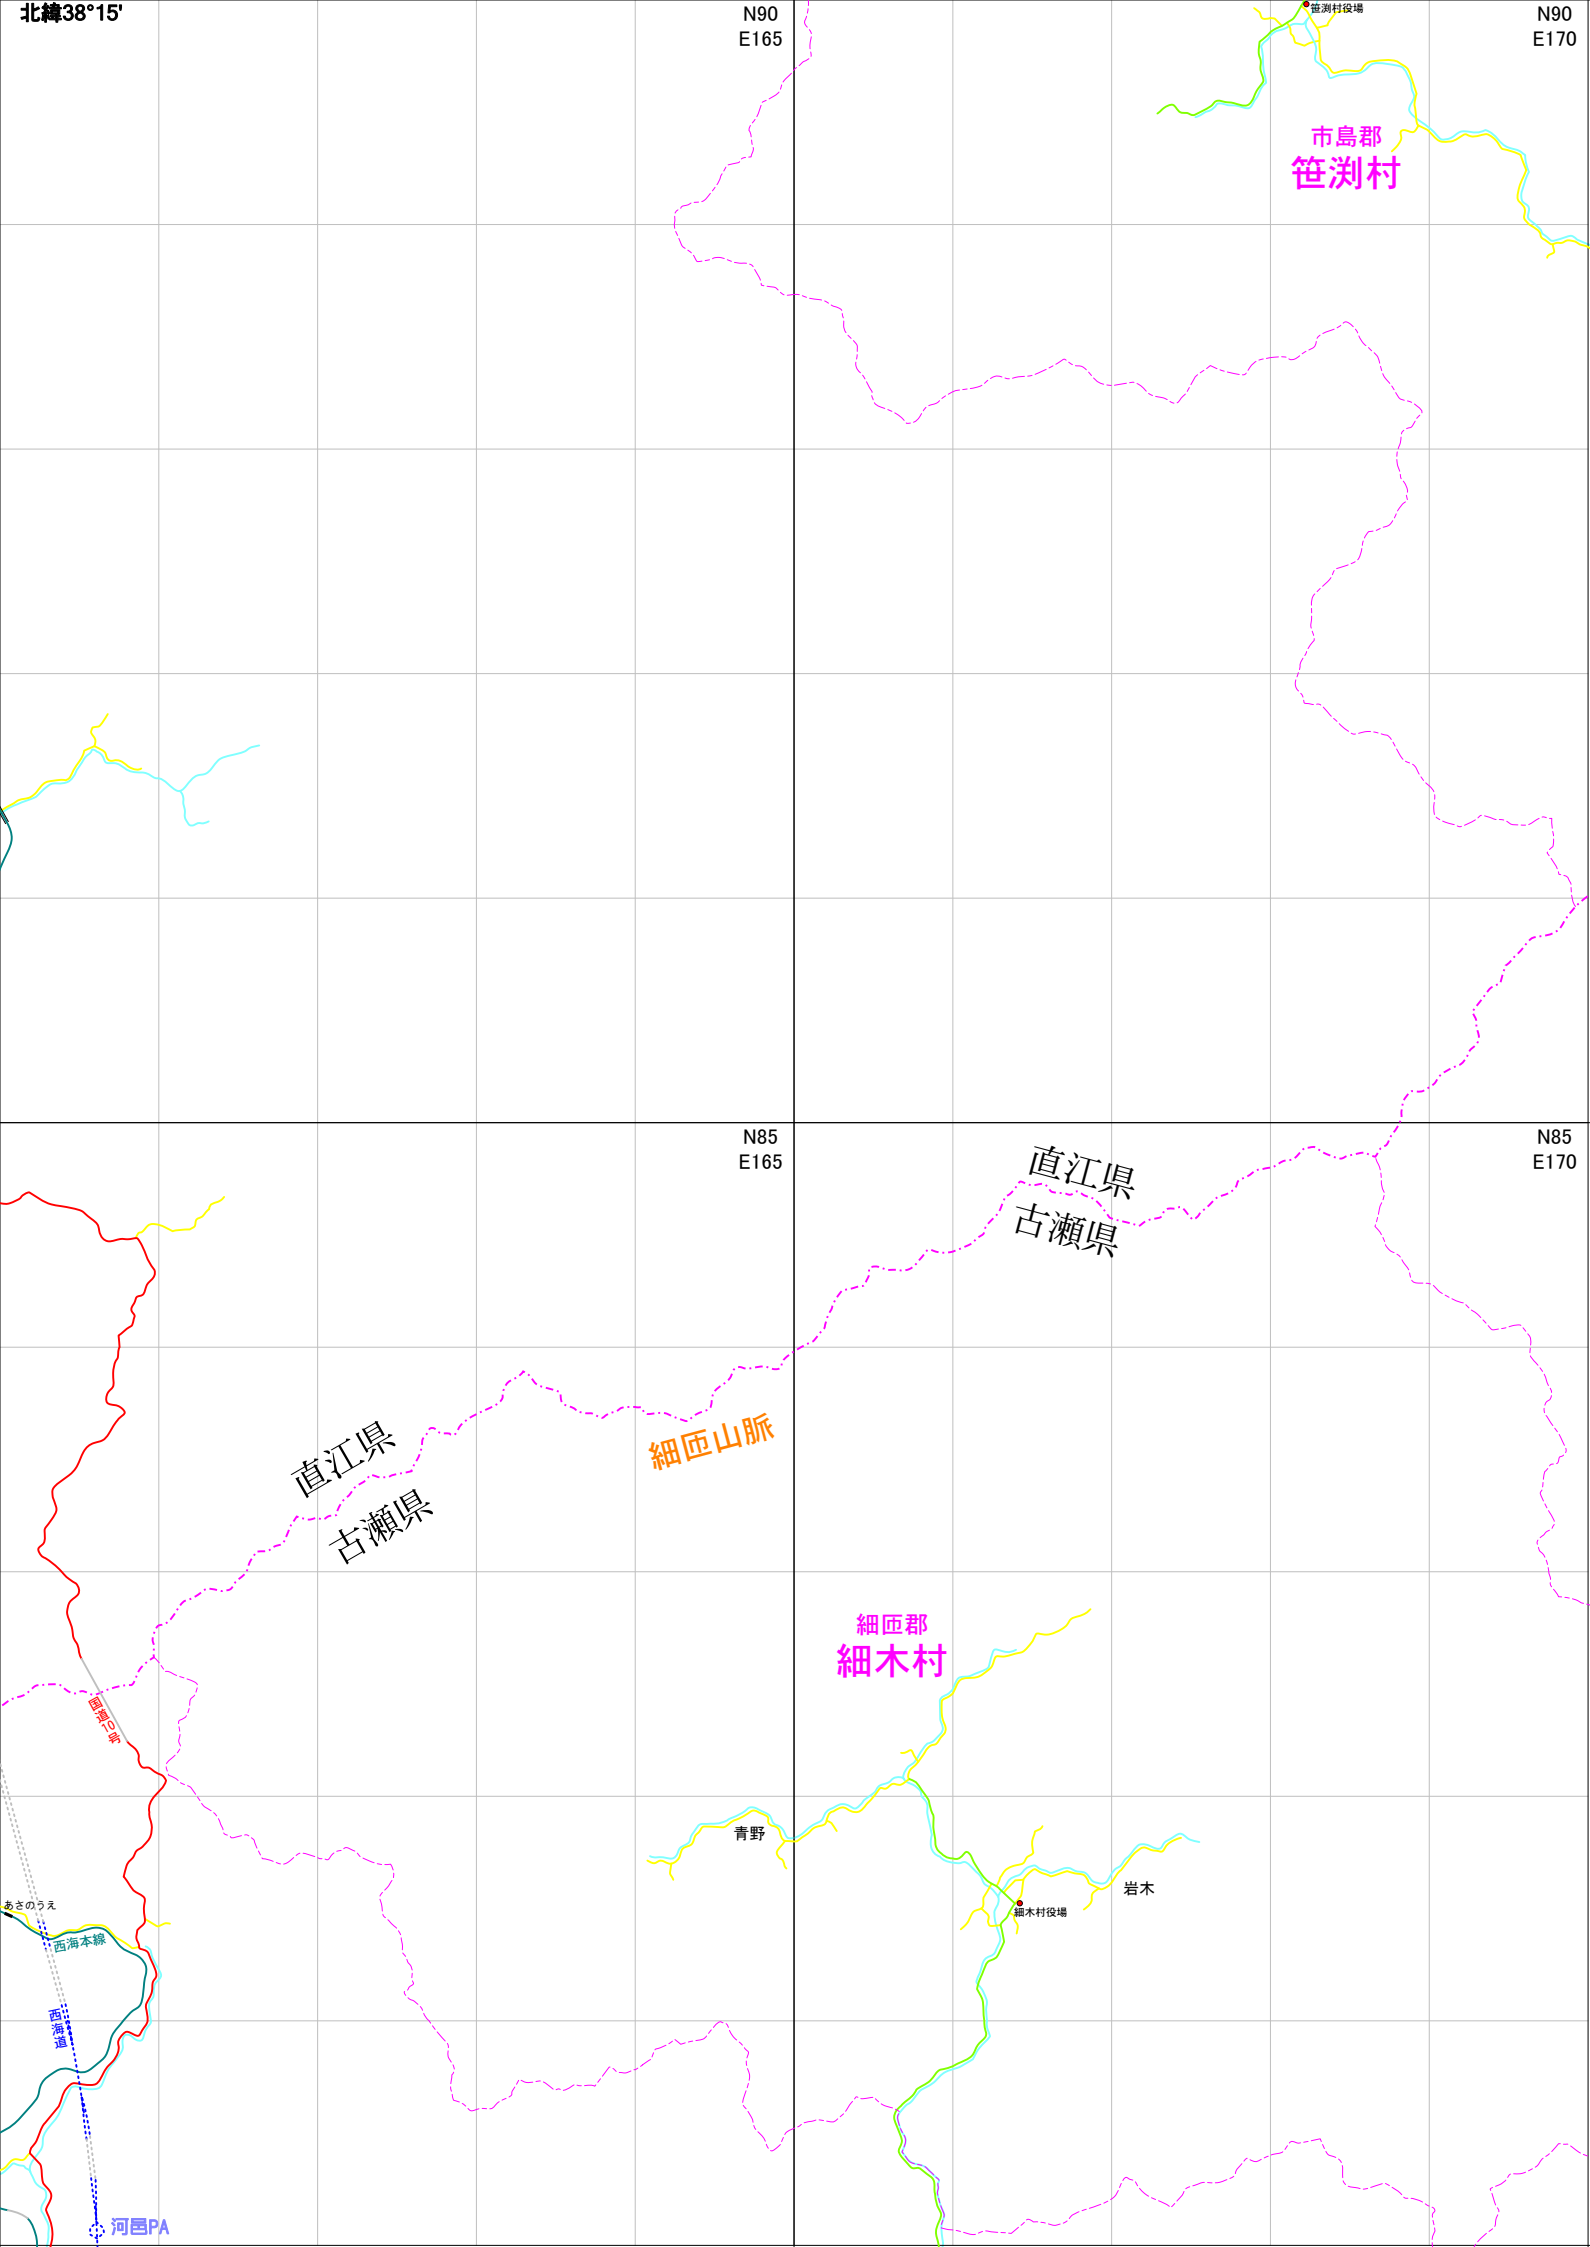 北緯38°15'
N90
E165
N90
E170
笹渕村役場
市島郡
笹渕村
N85
E165
N85
E170
直江県
古瀬県
直江県
古瀬県
細匝山脈
細匝郡
細木村
国道10号
青野
岩木
細木村役場
あさのうえ
西海本線
西海道
河邑PA